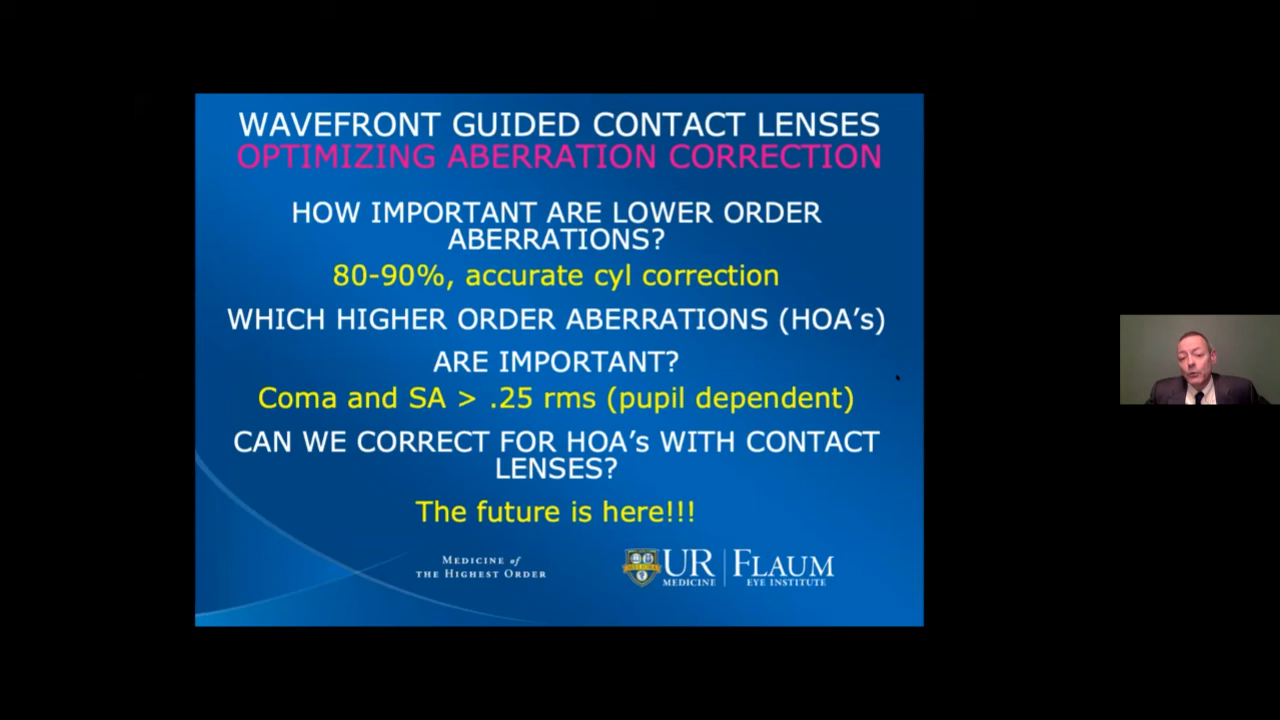 WAVEFRONT GUIDED CONTACT LENSES
OPTIMIZING ABERRATION CORRECTION
HOW IMPORTANT ARE LOWER ORDER
ABERRATIONS?
80-90%, accurate cyl correction
WHICH HIGHER ORDER ABERRATIONS (HOA's)
ARE IMPORTANT?
Coma and SA > .25 rms (pupil dependent)
CAN WE CORRECT FOR HOA's WITH CONTACT
LENSES?
The future is here!!!
MEDICINE of
THE HIGHEST ORDER
MELIORA
UR
MEDICINE
FLAUM
EYE INSTITUTE